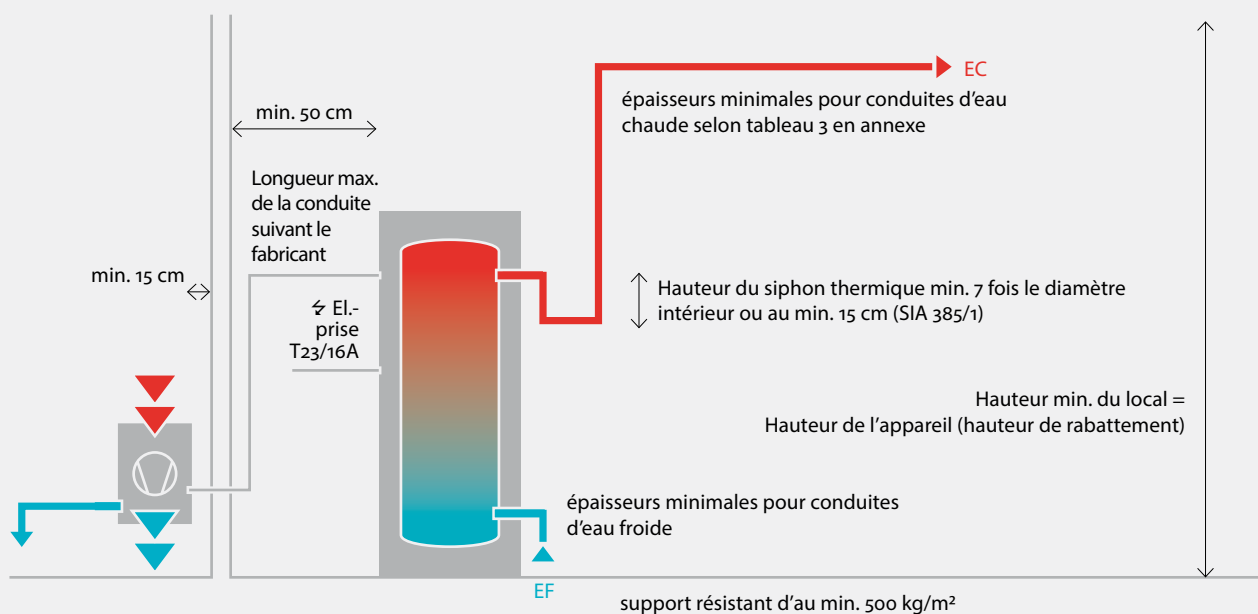 EC
épaisseurs minimales pour conduites d'eau
chaude selon tableau 3 en annexe
min. 50 cm
Longueur max.
de la conduite
suivant le
fabricant
min. 15 cm
El.-
prise
T23/16A
Hauteur du siphon thermique min. 7 fois le diamètre
intérieur ou au min. 15 cm (SIA 385/1)
Hauteur min. du local =
Hauteur de l'appareil (hauteur de rabattement)
épaisseurs minimales pour conduites
d'eau froide
EF
support résistant d'au min. 500 kg/m²